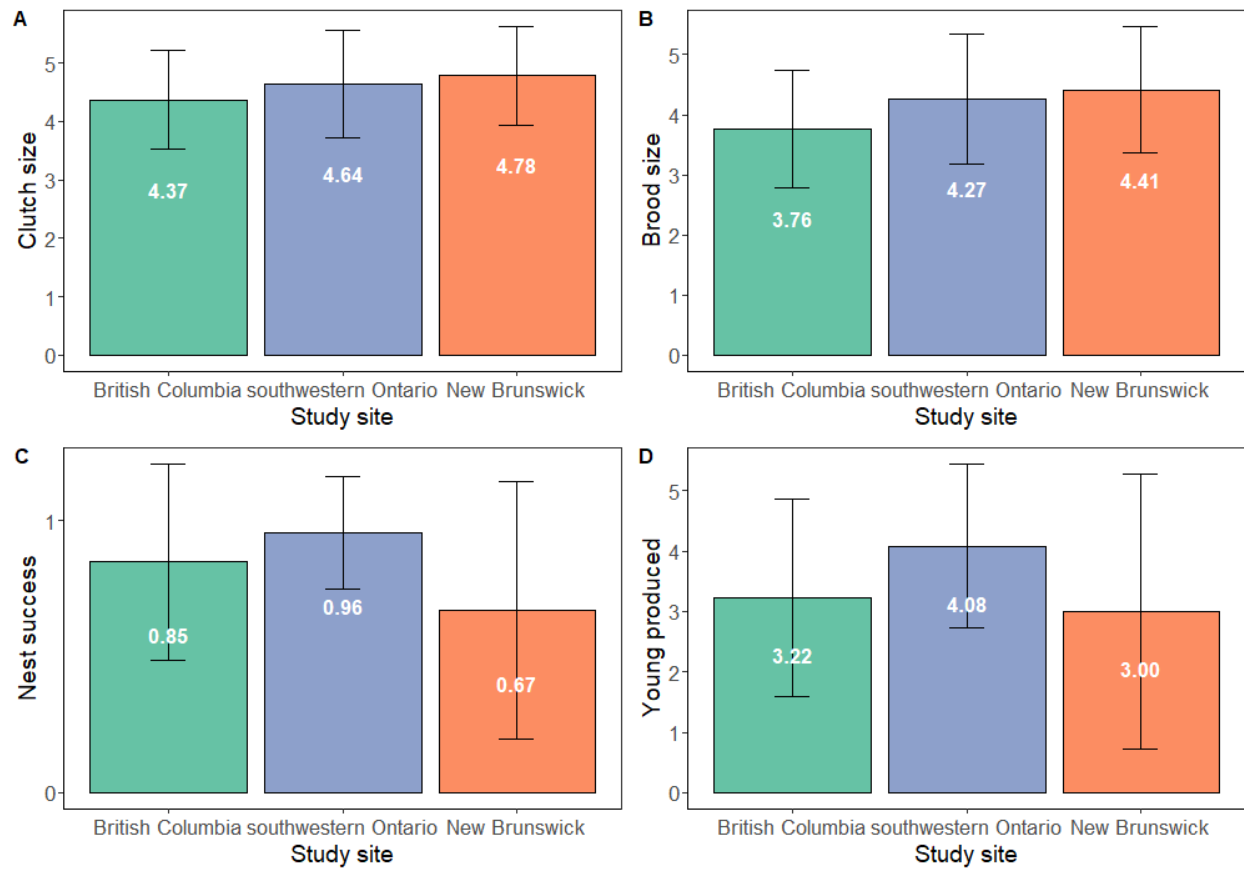 A
Clutch size
5
4
3
2
1
0
4.37
4.64
4.78
British Columbia southwestern Ontario New Brunswick
Study site
B
Brood size
5
4
3
2
1
0
3.76
4.27
4.41
British Columbia southwestern Ontario New Brunswick
Study site
C
Nest success
1
0
0.85
0.96
0.67
British Columbia southwestern Ontario New Brunswick
Study site
D
Young produced
5
4
3
2
1
0
3.22
4.08
3.00
British Columbia southwestern Ontario New Brunswick
Study site